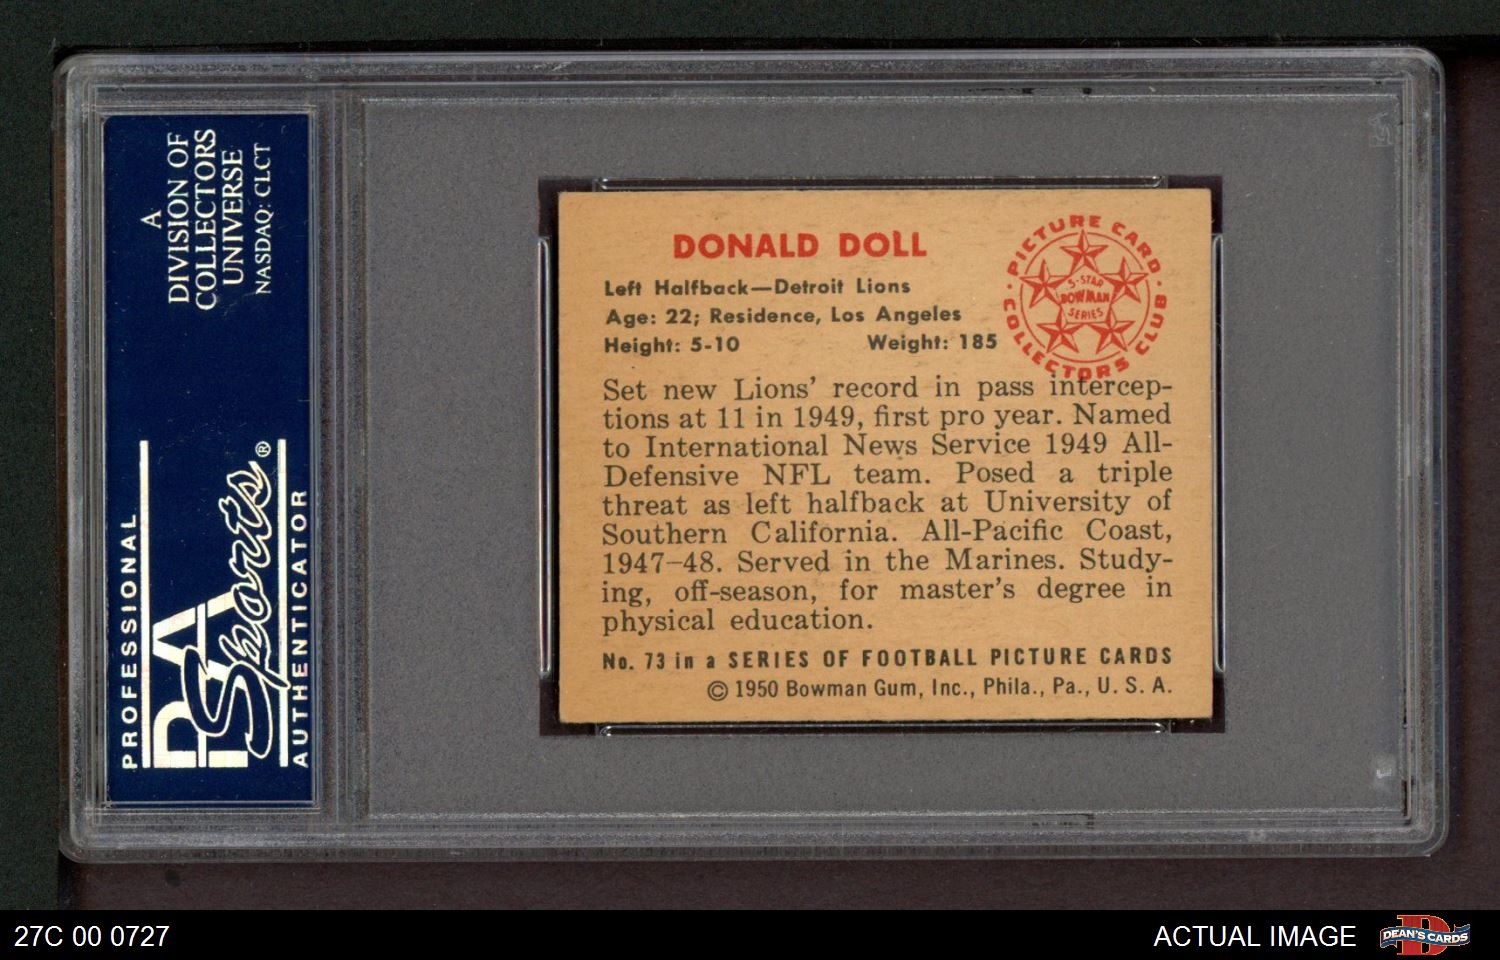 A
DIVISION OF
COLLECTORS
UNIVERSE
NASDAQ: CLCT
PROFESSIONAL
PSA
Sports®
AUTHENTICATOR
DONALD DOLL
Left Halfback—Detroit Lions
Age: 22; Residence, Los Angeles
Height: 5-10 Weight: 185
PICTURE CARD
COLLECTORS CLUB
5-STAR
BOWMAN
SERIES
Set new Lions' record in pass intercep-
tions at 11 in 1949, first pro year. Named
to International News Service 1949 All-
Defensive NFL team. Posed a triple
threat as left halfback at University of
Southern California. All-Pacific Coast,
1947–48. Served in the Marines. Study-
ing, off-season, for master's degree in
physical education.
No. 73 in a SERIES OF FOOTBALL PICTURE CARDS
© 1950 Bowman Gum, Inc., Phila., Pa., U. S. A.
PSA
27C 00 0727
ACTUAL IMAGE
D
DEAN'S CARDS